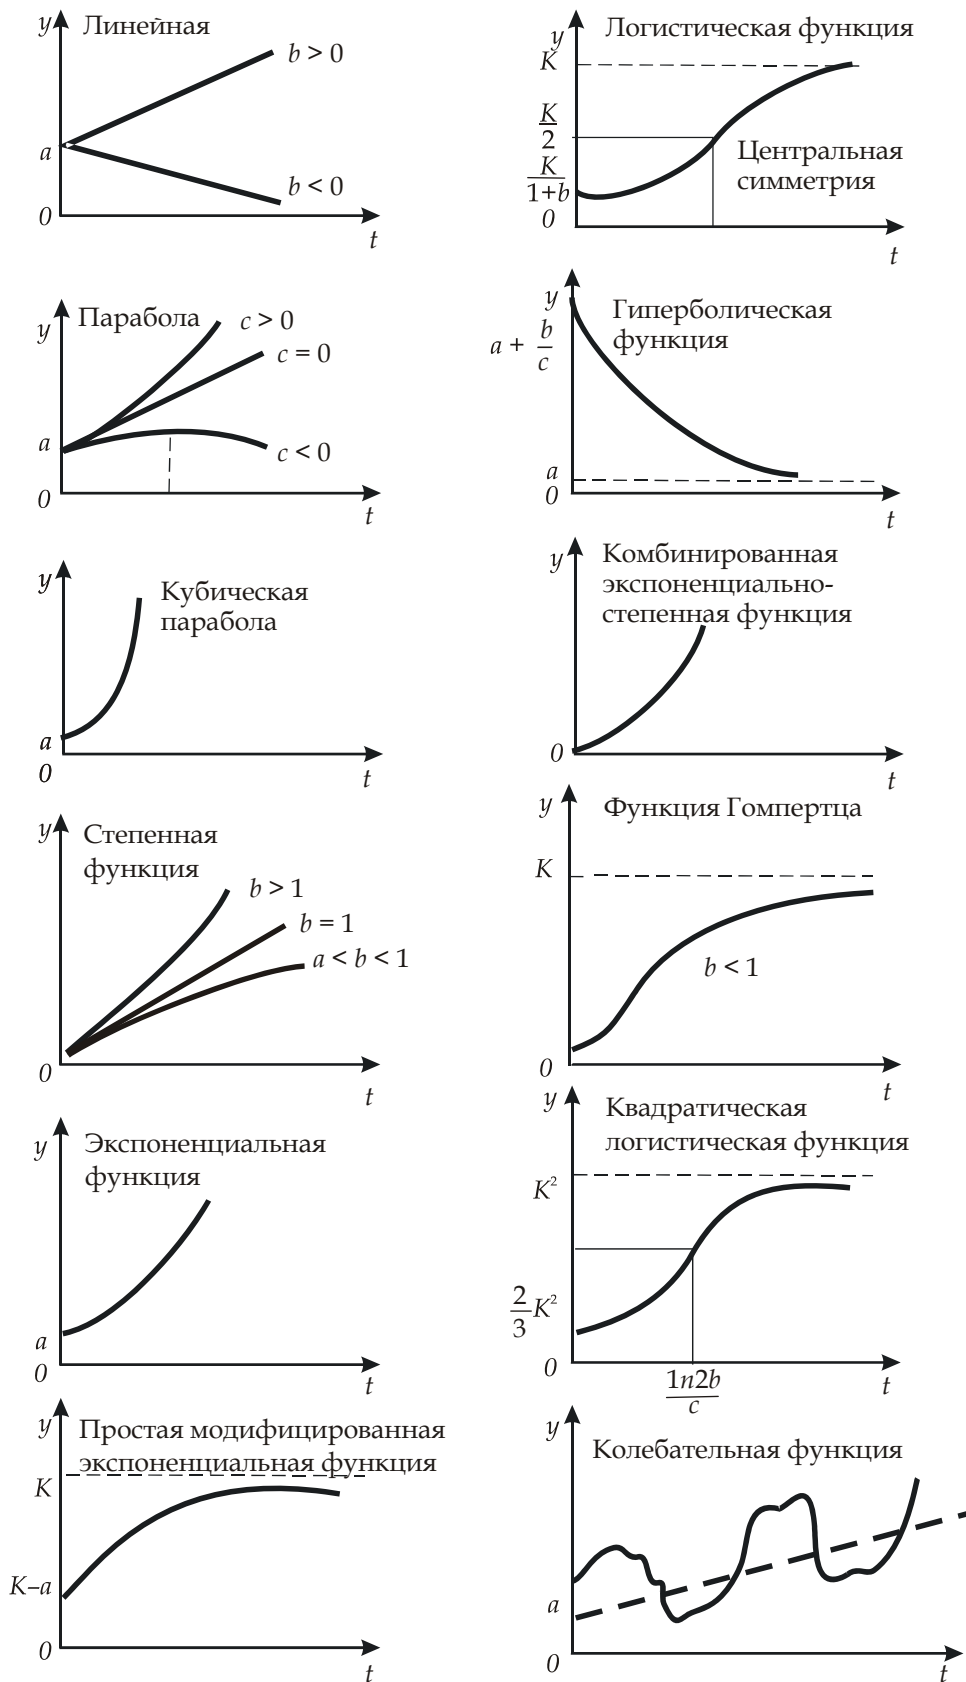 y
Линейная
b > 0
a
b < 0
0
t
y
Логистическая функция
K
K
2
K
1+b
Центральная
симметрия
0
t
y
Парабола
c > 0
c = 0
a
c < 0
0
t
y
Гиперболическая
функция
a + b
c
a
0
t
y
Кубическая
парабола
a
0
t
y
Комбинированная
экспоненциально-
степенная функция
0
t
y
Степенная
функция
b > 1
b = 1
a < b < 1
0
t
y
Функция Гомпертца
K
b < 1
0
t
y
Экспоненциальная
функция
a
0
t
y
Квадратическая
логистическая функция
K²
2
3
K²
0
1n2b
c
t
y
Простая модифицированная
экспоненциальная функция
K
K–a
0
t
y
Колебательная функция
a
0
t